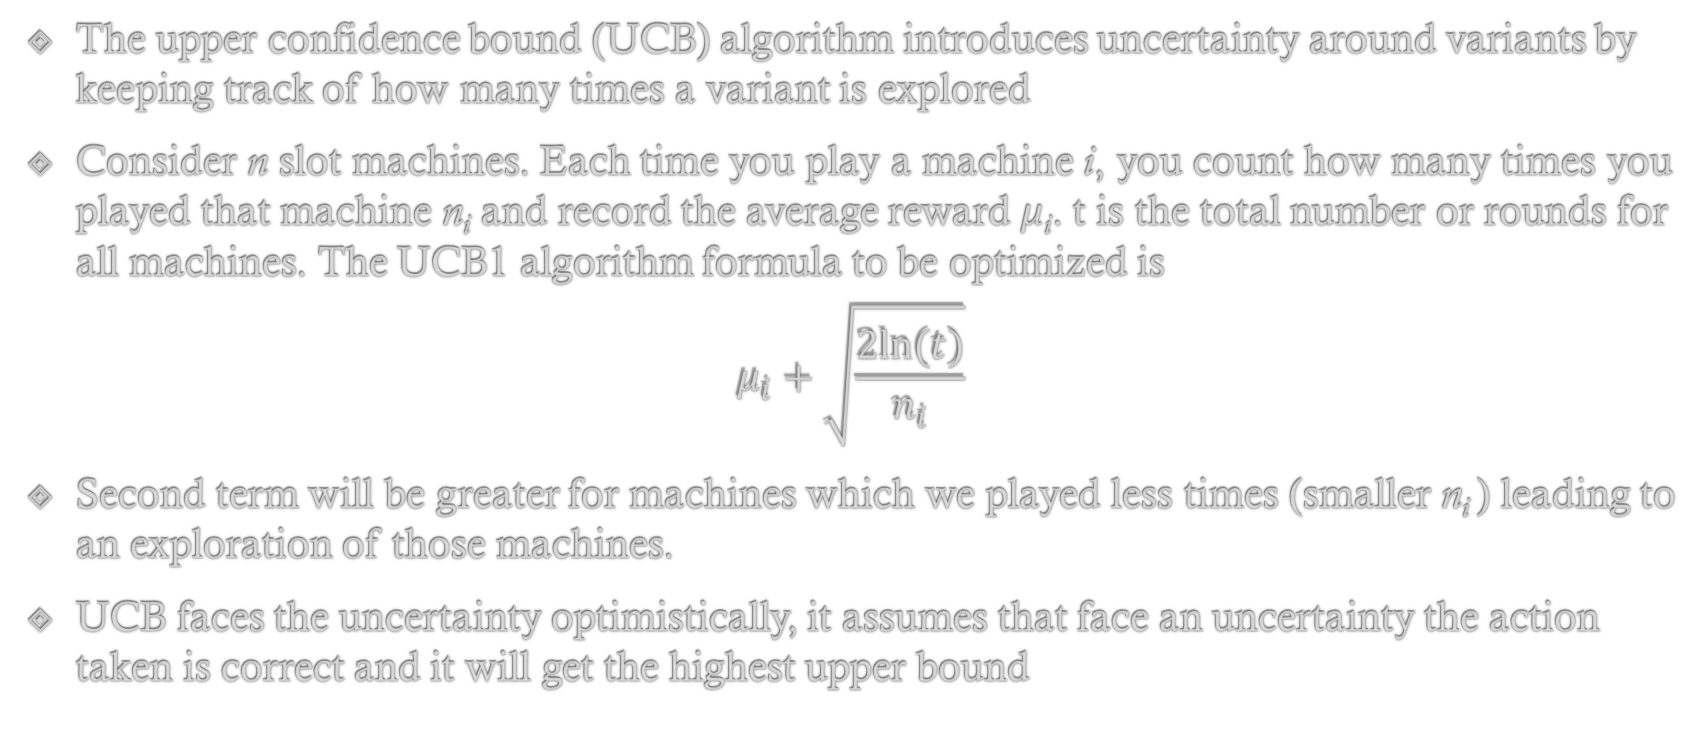 The upper confidence bound (UCB) algorithm introduces uncertainty around variants by
keeping track of how many times a variant is explored
Consider n slot machines. Each time you play a machine i, you count how many times you
played that machine nᵢ and record the average reward μᵢ. t is the total number or rounds for
all machines. The UCB1 algorithm formula to be optimized is
μᵢ + √(2ln(t)/nᵢ)
Second term will be greater for machines which we played less times (smaller nᵢ) leading to
an exploration of those machines.
UCB faces the uncertainty optimistically, it assumes that face an uncertainty the action
taken is correct and it will get the highest upper bound